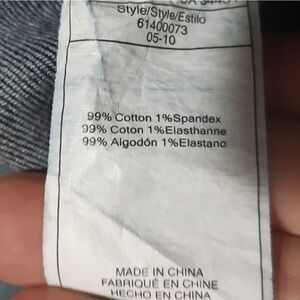 Style/Style/Estilo
61400073
05-10
99% Cotton 1%Spandex
99% Coton 1%Elasthanne
99% Algodón 1%Elastano
MADE IN CHINA
FABRIQUÉ EN CHINE
HECHO EN CHINA